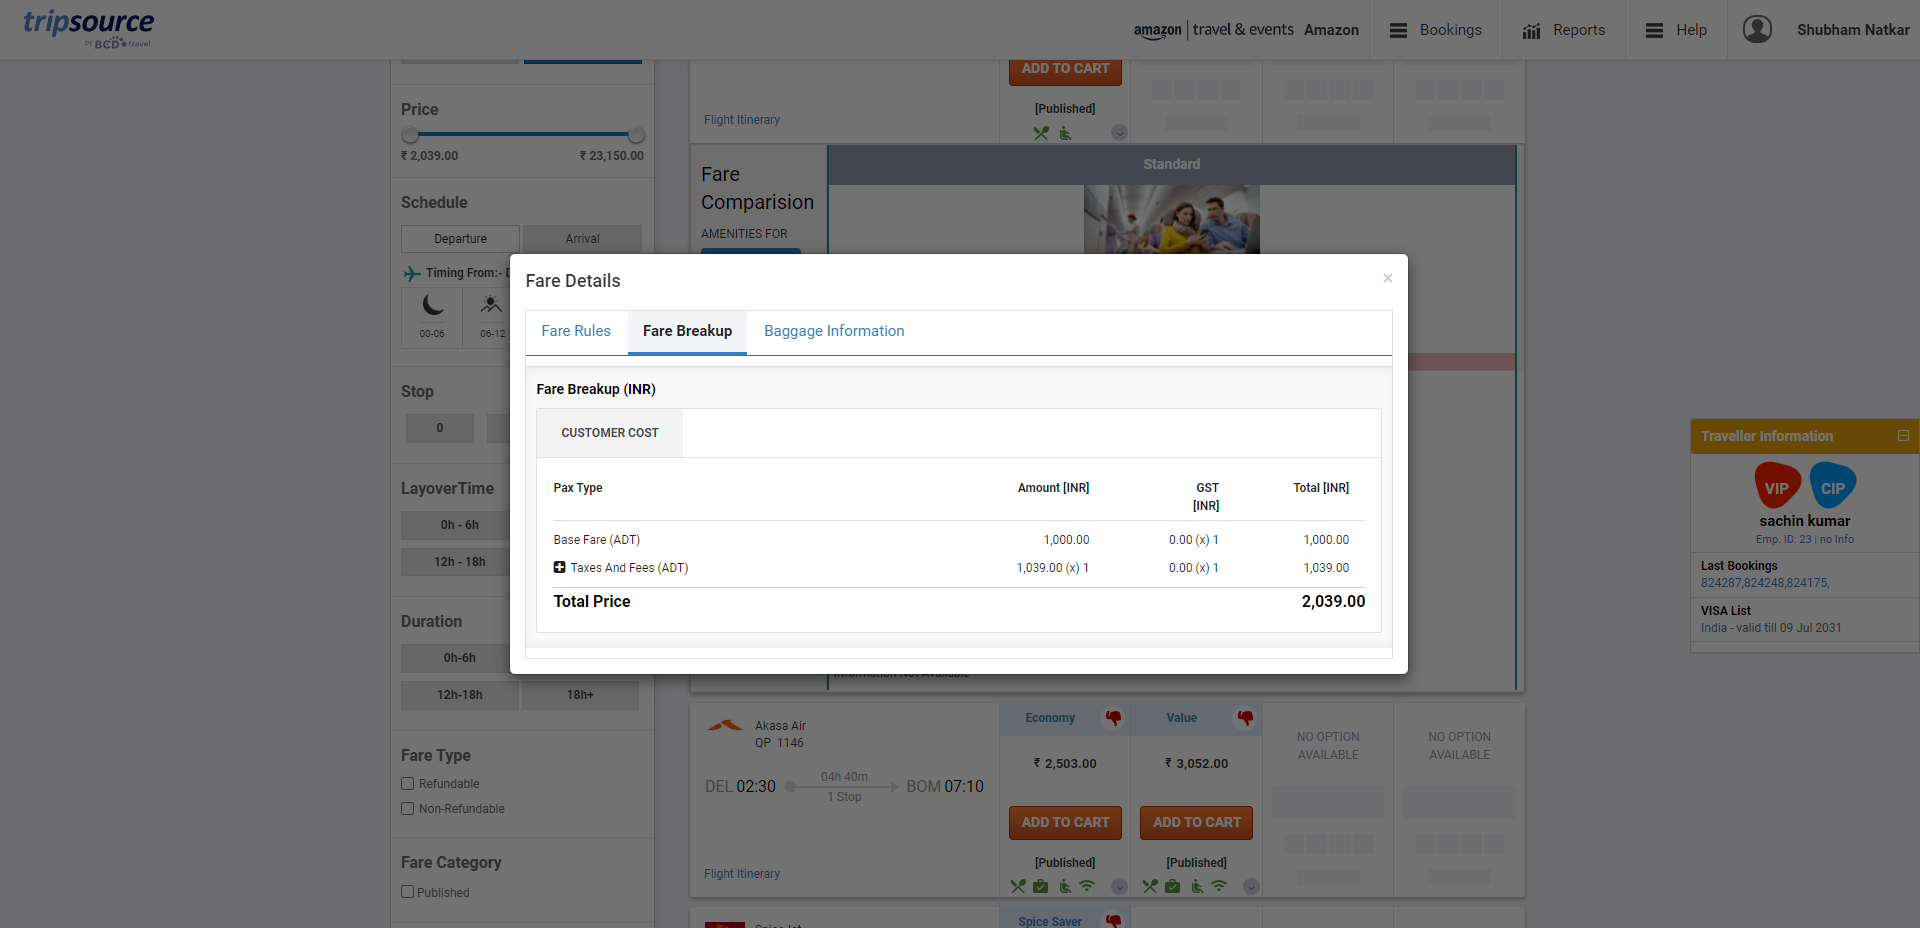 tripsource
by BCD travel
amazon | travel & events Amazon
Bookings
Reports
Help
Shubham Natkar
Price
₹ 2,039.00 ₹ 23,150.00
Schedule
Departure Arrival
Timing From:- D
00-06 06-12
Stop
0
LayoverTime
0h - 6h
12h - 18h
Duration
0h-6h
12h-18h 18h+
Fare Type
Refundable
Non-Refundable
Fare Category
Published
ADD TO CART
[Published]
Flight Itinerary
Fare
Comparision
AMENITIES FOR
Standard
Fare Details ×
Fare Rules Fare Breakup Baggage Information
Fare Breakup (INR)
CUSTOMER COST
Pax Type Amount [INR] GST [INR] Total [INR]
Base Fare (ADT) 1,000.00 0.00 (x) 1 1,000.00
Taxes And Fees (ADT) 1,039.00 (x) 1 0.00 (x) 1 1,039.00
Total Price 2,039.00
Information Not Available
Akasa Air
QP 1146
DEL 02:30 04h 40m BOM 07:10
1 Stop
Flight Itinerary
Economy Value
₹ 2,503.00 ₹ 3,052.00
ADD TO CART ADD TO CART
[Published] [Published]
NO OPTION AVAILABLE
NO OPTION AVAILABLE
SpiceJet
Spice Saver
Traveller Information
VIP CIP
sachin kumar
Emp. ID: 23 | no Info
Last Bookings
824287,824248,824175,
VISA List
India - valid till 09 Jul 2031